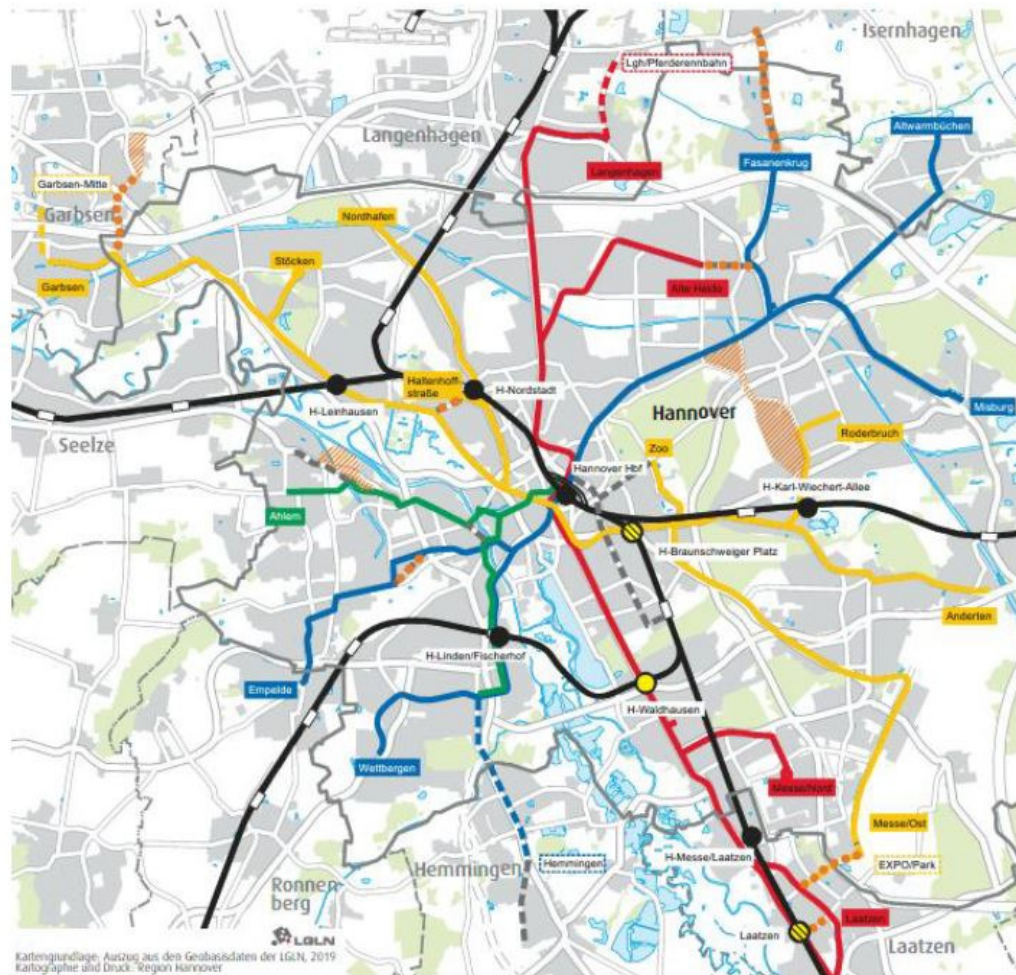 Isernhagen
Lgh/Pferderennbahn
Altwarmbüchen
Langenhagen
Fasanenkrug
Langenhagen
Garbsen-Mitte
Nordhafen
Garbsen
Stöcken
Alte Heide
Garbsen
Haltenhoff-
straße
H-Nordstadt
H-Leinhausen
Misburg
Hannover
Roderbruch
Seelze
Zoo
Hannover Hbf
H-Karl-Wiechert-Allee
Ahlem
H-Braunschweiger Platz
Anderten
H-Linden/Fischerhof
Empelde
H-Waldhausen
Wettbergen
Messe/Nord
Messe/Ost
H-Messe/Laatzen
Hemmingen
Hemmingen
EXPO/Park
Ronnen
berg
Laatzen
Laatzen
Laatzen
LGLN
Kartengrundlage: Auszug aus den Geobasisdaten der LGLN, 2019
Kartographie und Druck: Region Hannover